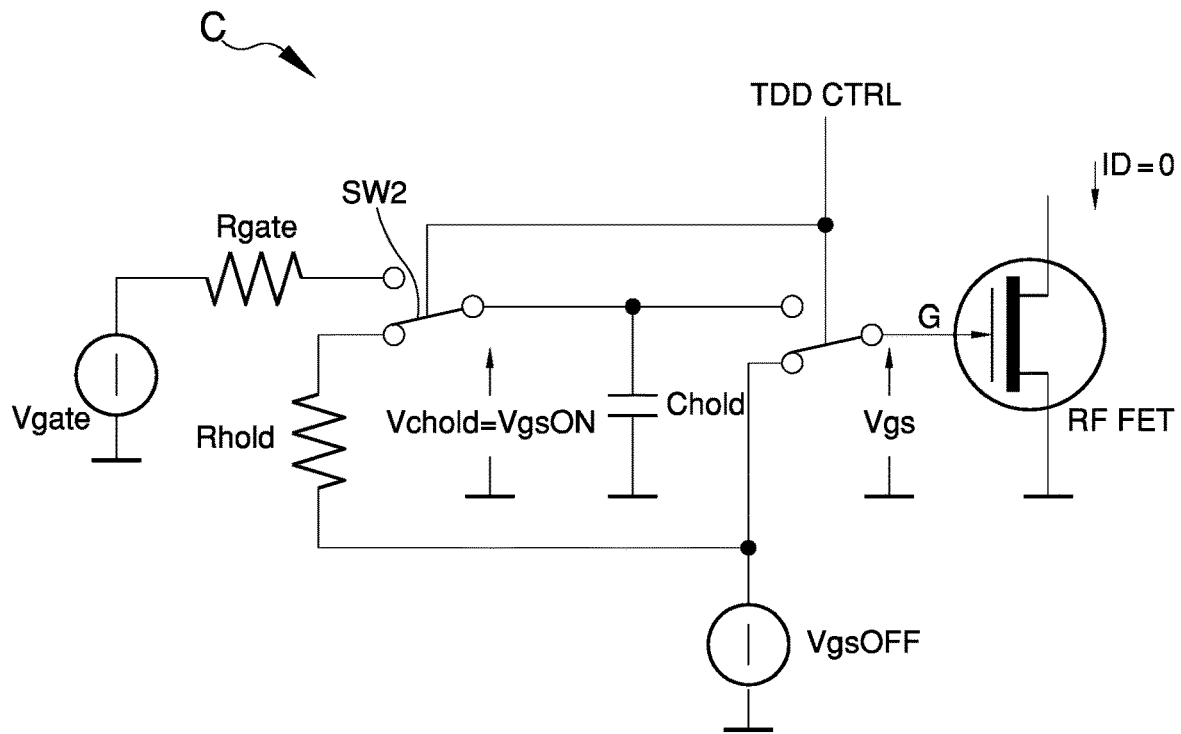 C
TDD CTRL
ID = 0
SW2
Rgate
G
Vgate
Rhold
Vchold=VgsON
Chold
Vgs
RF FET
VgsOFF